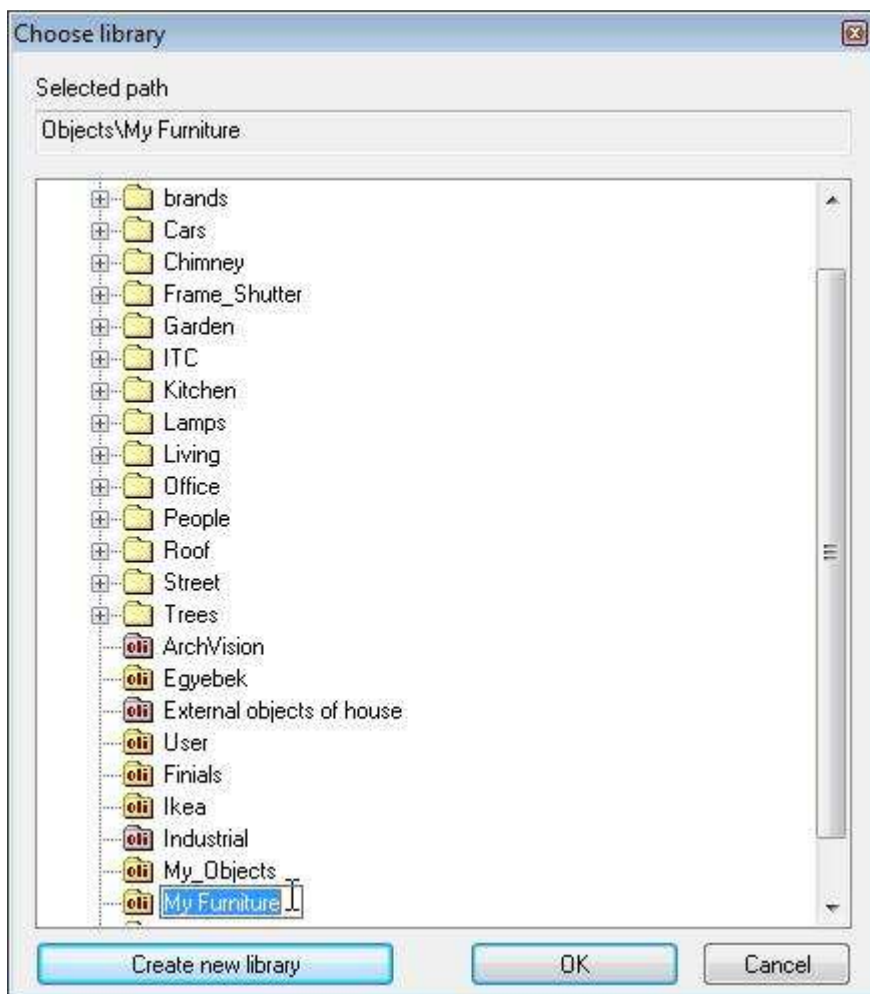 Choose library
Selected path
Objects\My Furniture
brands
Cars
Chimney
Frame_Shutter
Garden
ITC
Kitchen
Lamps
Living
Office
People
Roof
Street
Trees
oli ArchVision
oli Egyebek
oli External objects of house
oli User
oli Finials
oli Ikea
oli Industrial
oli My_Objects
oli My Furniture
Create new library OK Cancel